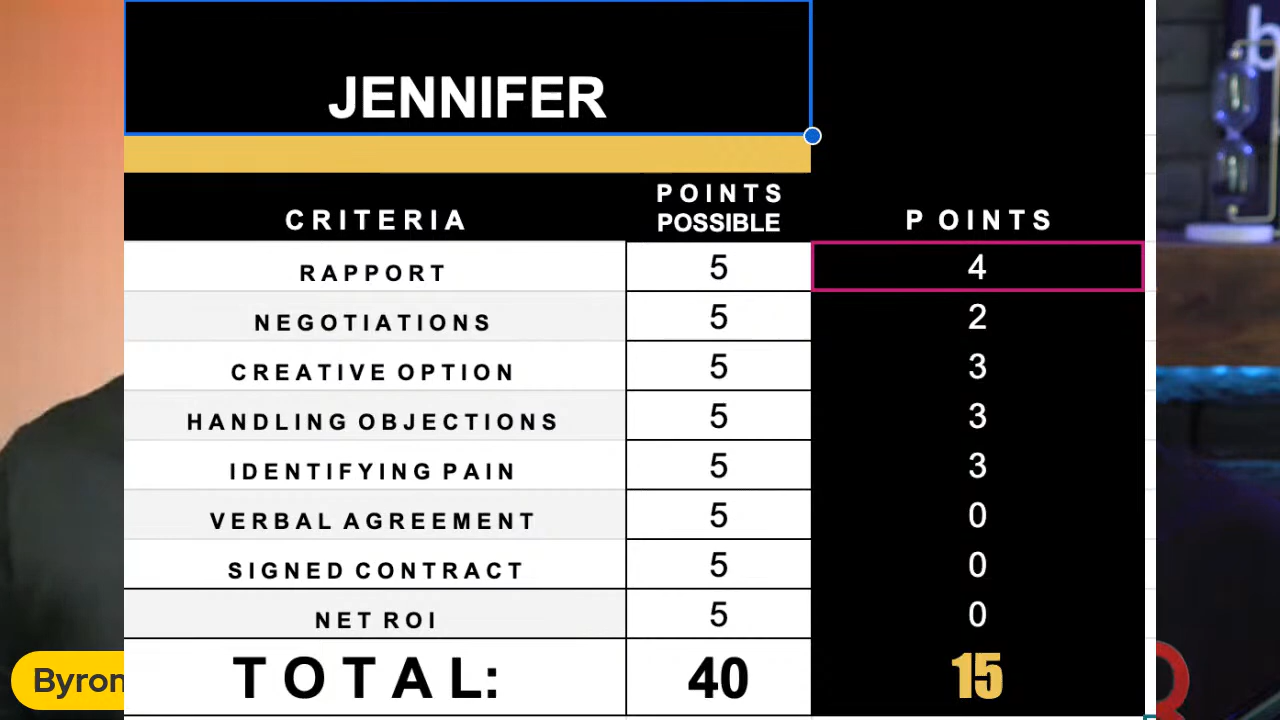 JENNIFER
CRITERIA POINTS POSSIBLE POINTS
RAPPORT 5 4
NEGOTIATIONS 5 2
CREATIVE OPTION 5 3
HANDLING OBJECTIONS 5 3
IDENTIFYING PAIN 5 3
VERBAL AGREEMENT 5 0
SIGNED CONTRACT 5 0
NET ROI 5 0
TOTAL: 40 15
Byron